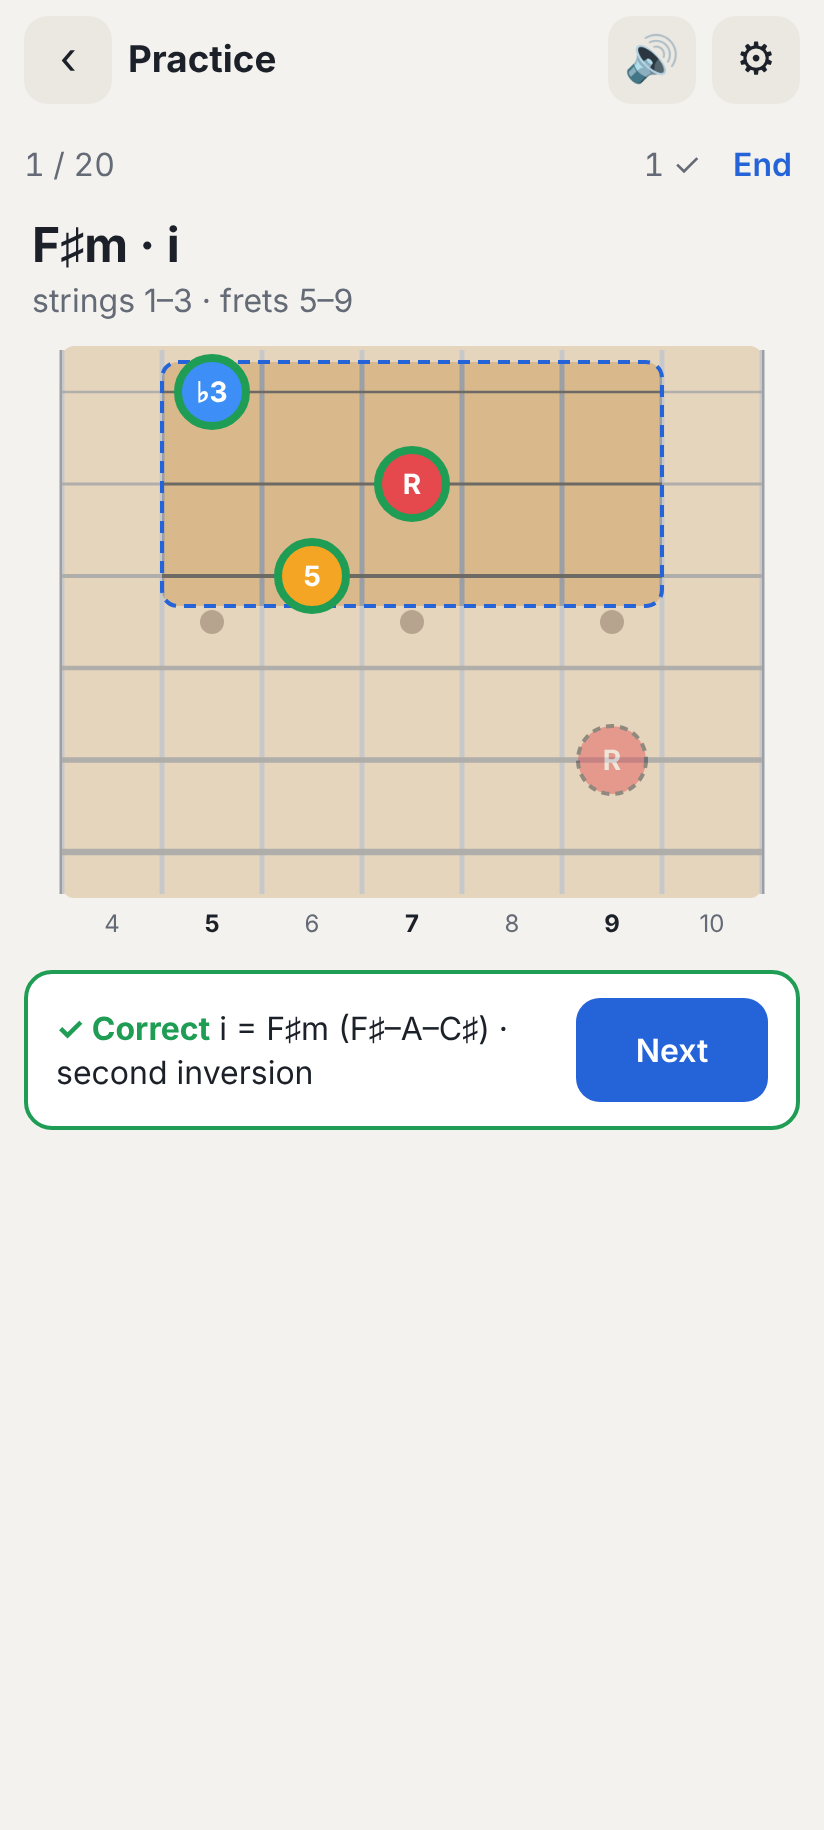 Practice
1 / 20
1 ✓ End
F♯m · i
strings 1–3 · frets 5–9
♭3
R
5
R
4 5 6 7 8 9 10
✓ Correct i = F♯m (F♯–A–C♯) ·
second inversion
Next